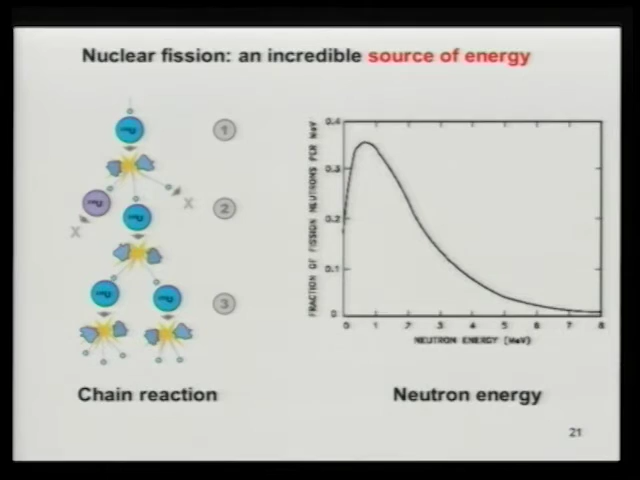 Nuclear fission: an incredible source of energy
1
2
3
X
X
Chain reaction
FRACTION OF FISSION NEUTRONS PER MeV
0.4
0.3
0.2
0.1
0
0 1 2 3 4 5 6 7 8
NEUTRON ENERGY (MeV)
Neutron energy
21